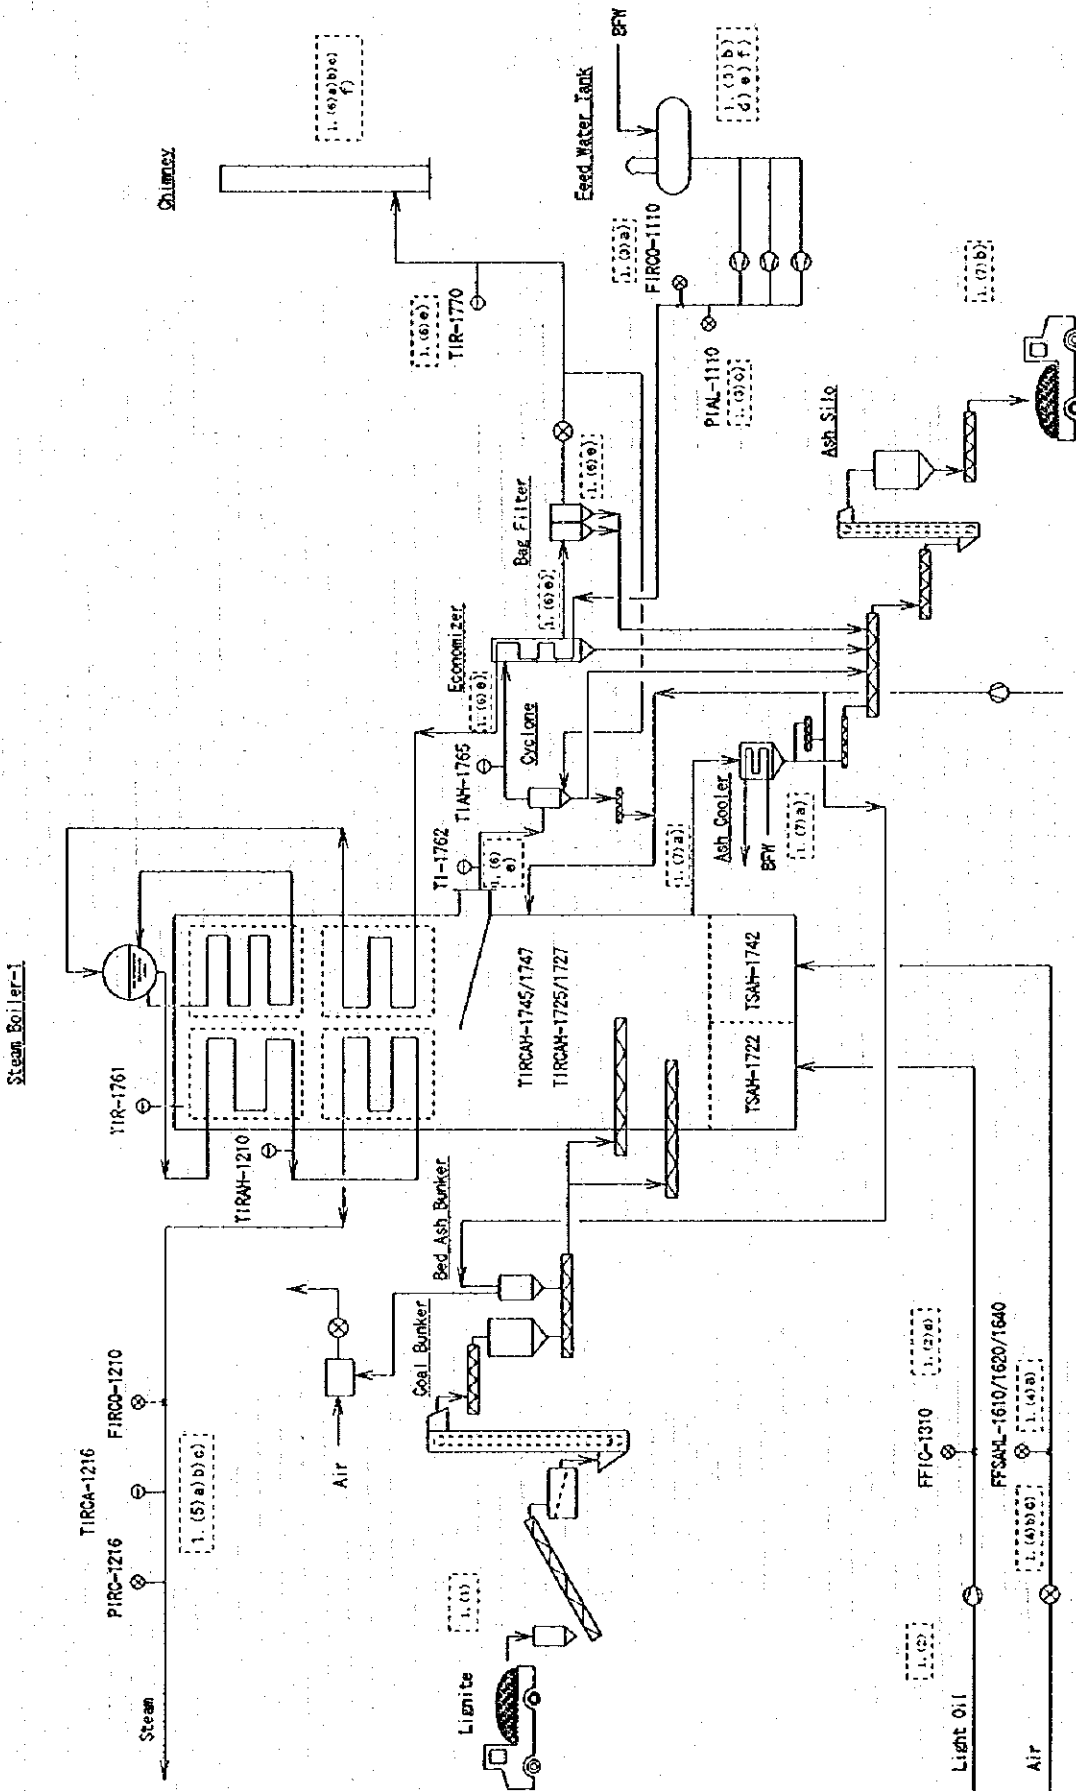 Steam Boiler-1
Steam
PIRC-1216
TIRCA-1216
FIRCQ-1210
1. (5) a) b) c)
TIR-1761
TIRAH-1210
TI-1762
1. (6)
e)
TIAH-1765
Cyclone
Economizer
1. (6) e)
Bag Filter
1. (6) e)
1. (6) e)
TIR-1770
1. (6) e)
Chimney
1. (6) a) b) c)
f)
Feed Water Tank
BFW
1. (3) b)
d) e) f)
1. (3) a)
FIRCQ-1110
PIAL-1110
1. (3) c)
Lignite
1. (1)
Air
Coal Bunker
Bed Ash Bunker
TIRCAH-1745/1747
TIRCAH-1725/1727
TSAH-1722
TSAH-1742
1. (7) a)
Ash Cooler
BFW
1. (7) a)
Ash Silo
1. (7) b)
Light Oil
1. (2)
FFIC-1310
1. (2) d)
Air
1. (4) b) c)
FFSAHL-1610/1620/1640
1. (4) a)